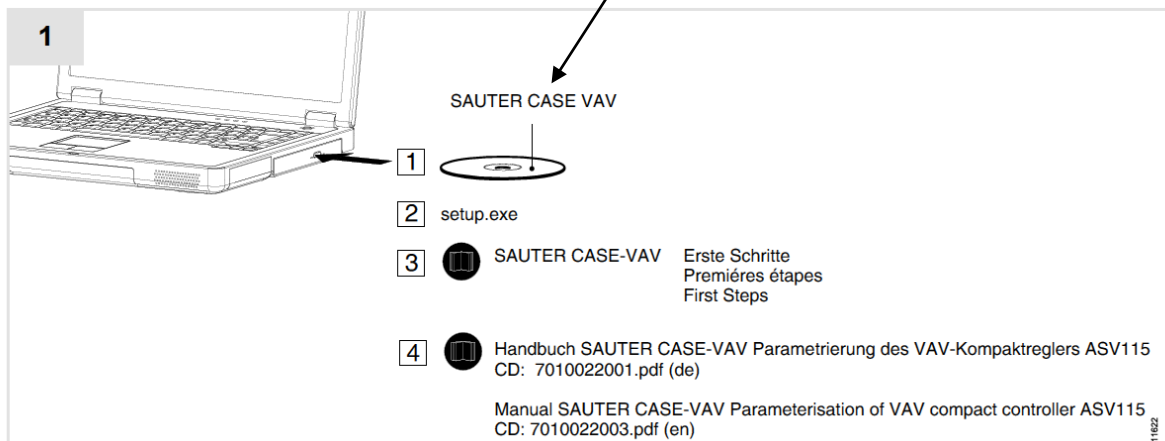 1
SAUTER CASE VAV
1
2 setup.exe
3 SAUTER CASE-VAV Erste Schritte
Premiéres étapes
First Steps
4 Handbuch SAUTER CASE-VAV Parametrierung des VAV-Kompaktreglers ASV115
CD: 7010022001.pdf (de)
Manual SAUTER CASE-VAV Parameterisation of VAV compact controller ASV115
CD: 7010022003.pdf (en)
11622